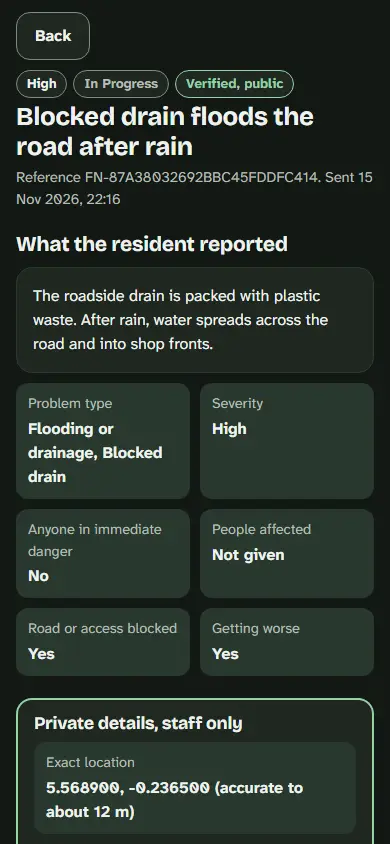 Back
High
In Progress
Verified, public
Blocked drain floods the
road after rain
Reference FN-87A38032692BBC45FDDFC414. Sent 15
Nov 2026, 22:16
What the resident reported
The roadside drain is packed with plastic
waste. After rain, water spreads across the
road and into shop fronts.
Problem type
Flooding or
drainage, Blocked
drain
Severity
High
Anyone in immediate
danger
No
People affected
Not given
Road or access blocked
Yes
Getting worse
Yes
Private details, staff only
Exact location
5.568900, -0.236500 (accurate to
about 12 m)